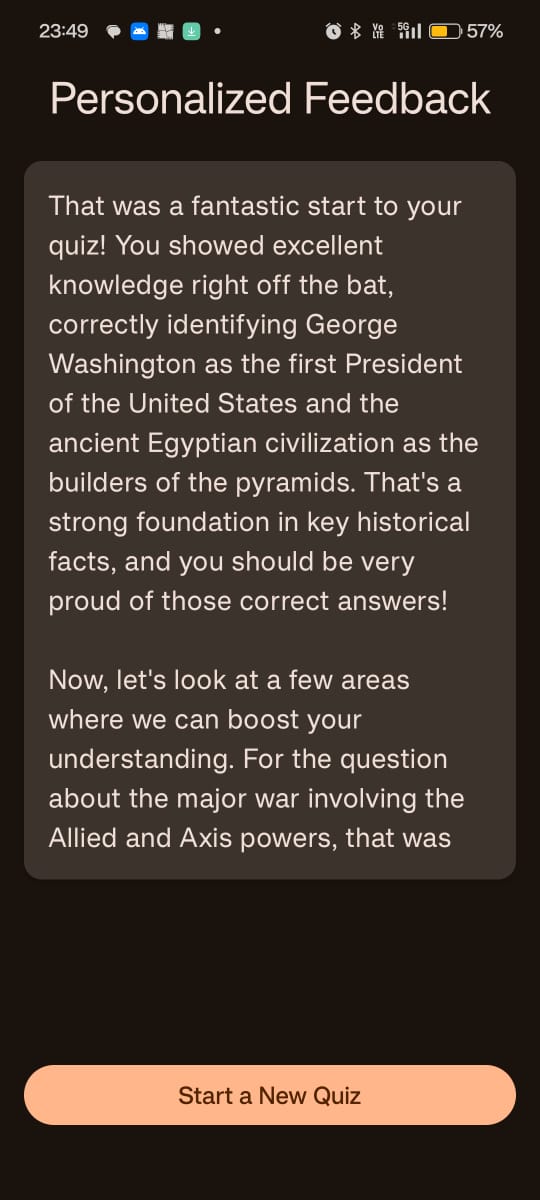 23:49
Vo
LTE
5G
57%
Personalized Feedback
That was a fantastic start to your
quiz! You showed excellent
knowledge right off the bat,
correctly identifying George
Washington as the first President
of the United States and the
ancient Egyptian civilization as the
builders of the pyramids. That's a
strong foundation in key historical
facts, and you should be very
proud of those correct answers!
Now, let's look at a few areas
where we can boost your
understanding. For the question
about the major war involving the
Allied and Axis powers, that was
Start a New Quiz